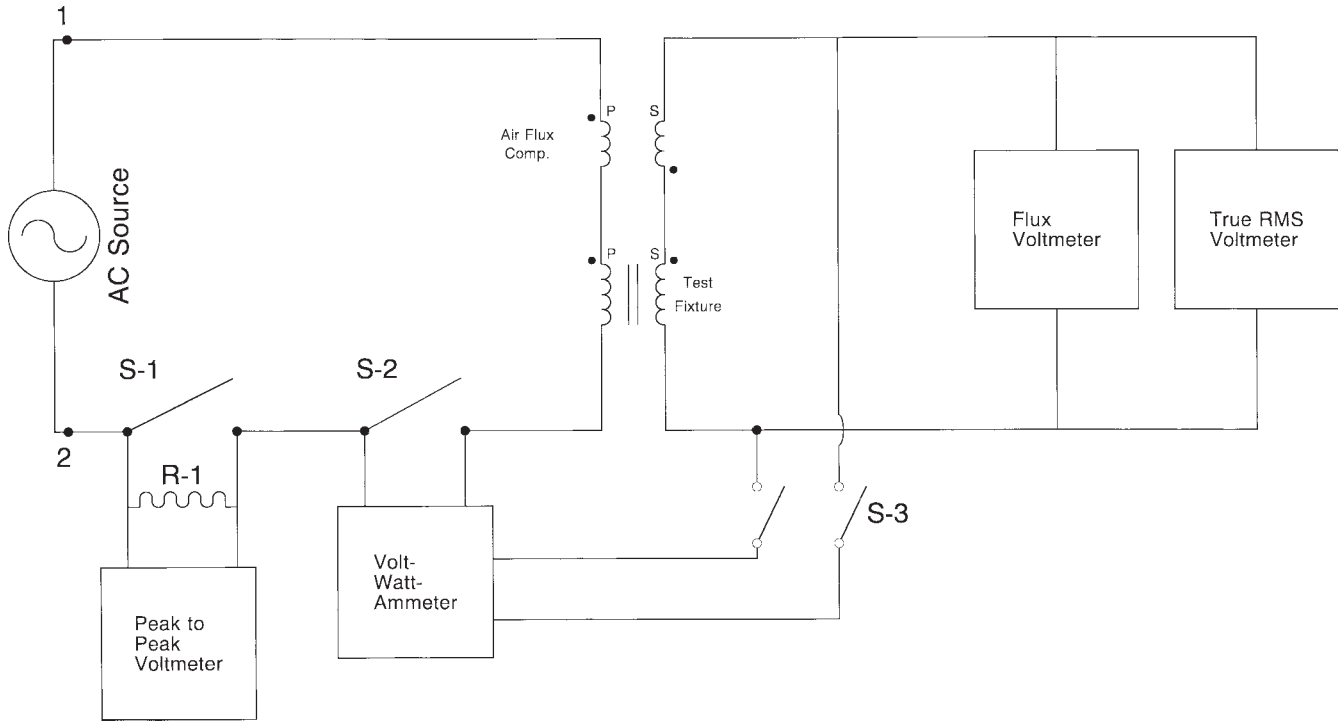 1
AC Source
2
S-1
R-1
Peak to
Peak
Voltmeter
S-2
Volt-
Watt-
Ammeter
Air Flux
Comp.
P
S
P
S
Test
Fixture
S-3
Flux
Voltmeter
True RMS
Voltmeter